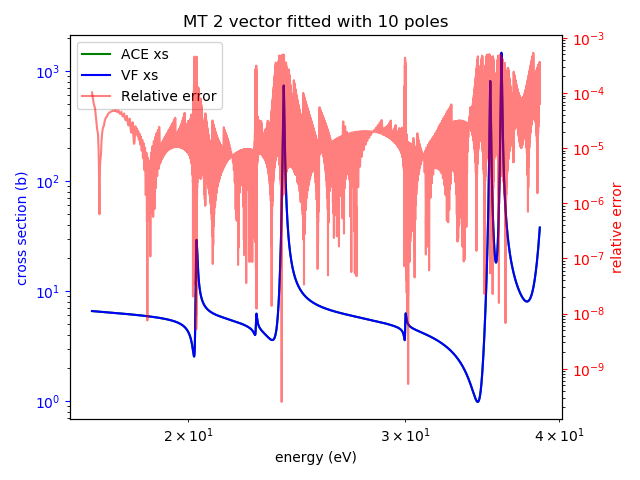 MT 2 vector fitted with 10 poles
ACE xs
VF xs
Relative error
cross section (b)
10³
10²
10¹
10⁰
relative error
10⁻³
10⁻⁴
10⁻⁵
10⁻⁶
10⁻⁷
10⁻⁸
10⁻⁹
2 × 10¹
3 × 10¹
4 × 10¹
energy (eV)